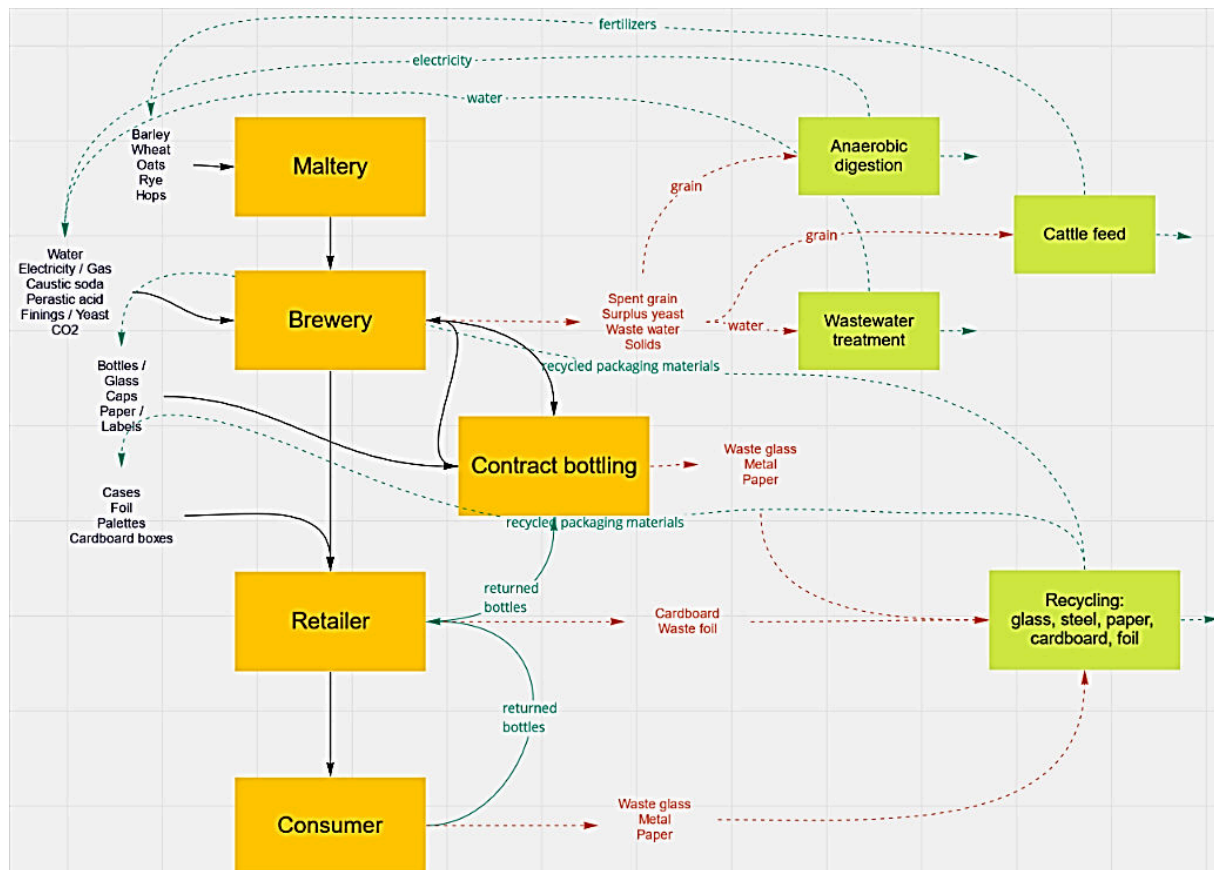 fertilizers
electricity
water
Barley
Wheat
Oats
Rye
Hops
Maltery
Anaerobic
digestion
grain
Cattle feed
grain
Water
Electricity / Gas
Caustic soda
Perastic acid
Finings / Yeast
CO2
Brewery
Spent grain
Surplus yeast
Waste water
Solids
water
Wastewater
treatment
recycled packaging materials
Bottles /
Glass
Caps
Paper /
Labels
Contract bottling
Waste glass
Metal
Paper
Cases
Foil
Palettes
Cardboard boxes
recycled packaging materials
returned
bottles
Retailer
Cardboard
Waste foil
Recycling:
glass, steel, paper,
cardboard, foil
returned
bottles
Consumer
Waste glass
Metal
Paper